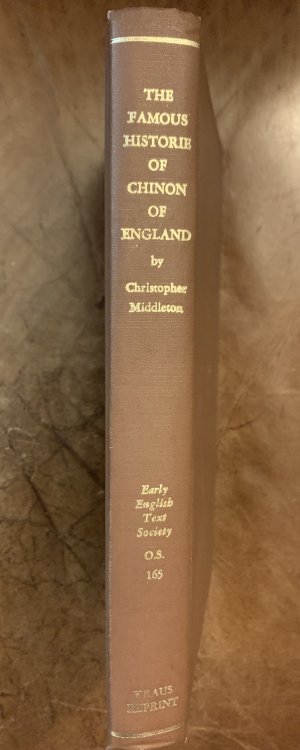 THE
FAMOUS
HISTORIE
OF
CHINON
OF
ENGLAND
by
Christopher
Middleton
Early
English
Text
Society
O.S.
165
KRAUS
REPRINT